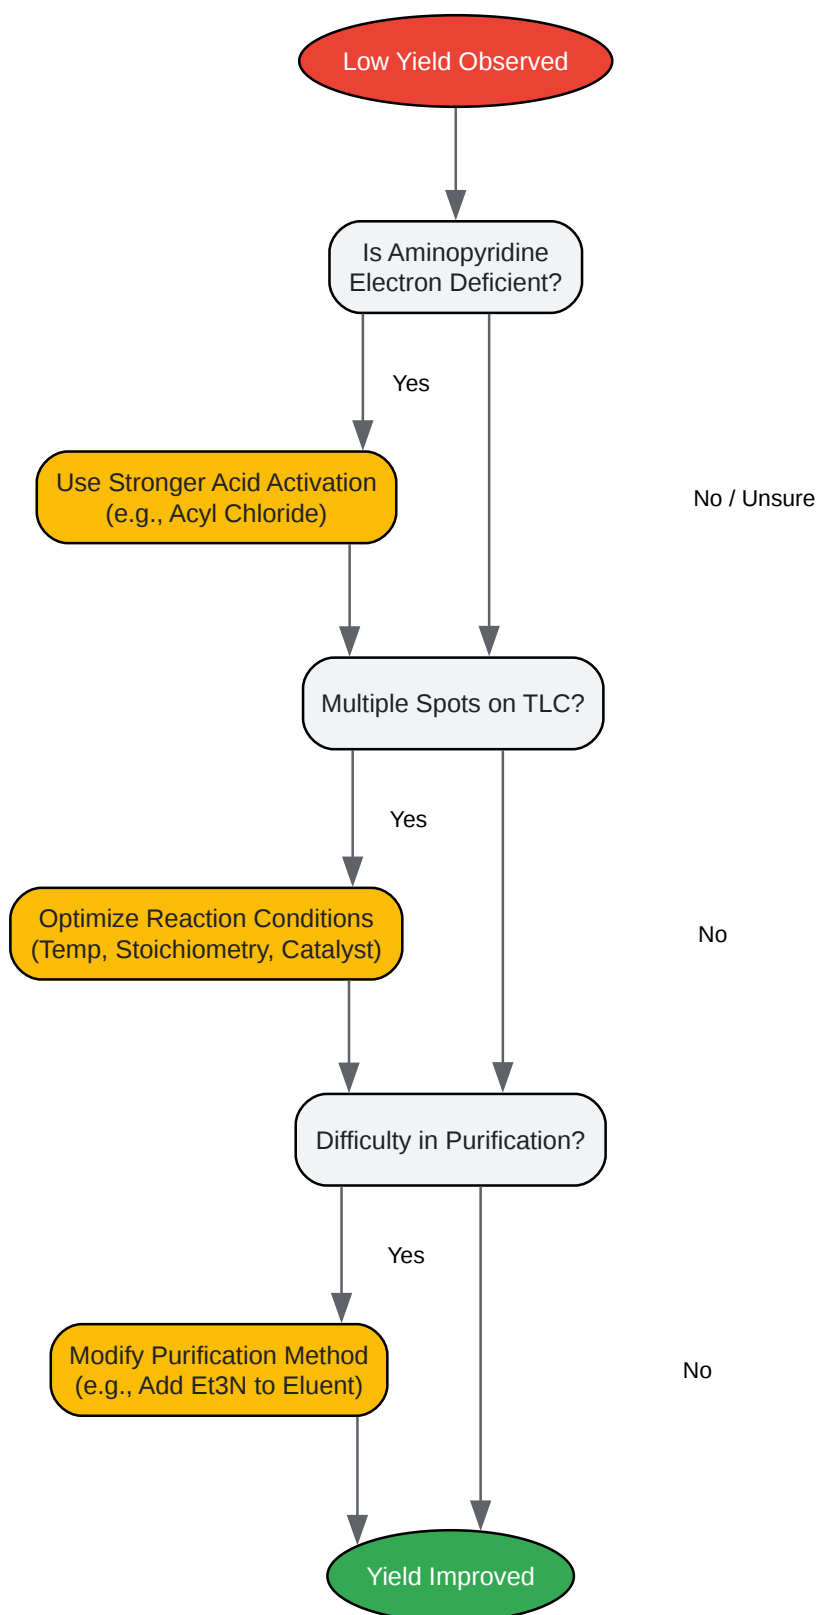 Low Yield Observed
Is Aminopyridine
Electron Deficient?
Yes
Use Stronger Acid Activation
(e.g., Acyl Chloride)
No / Unsure
Multiple Spots on TLC?
Yes
Optimize Reaction Conditions
(Temp, Stoichiometry, Catalyst)
No
Difficulty in Purification?
Yes
Modify Purification Method
(e.g., Add Et3N to Eluent)
No
Yield Improved